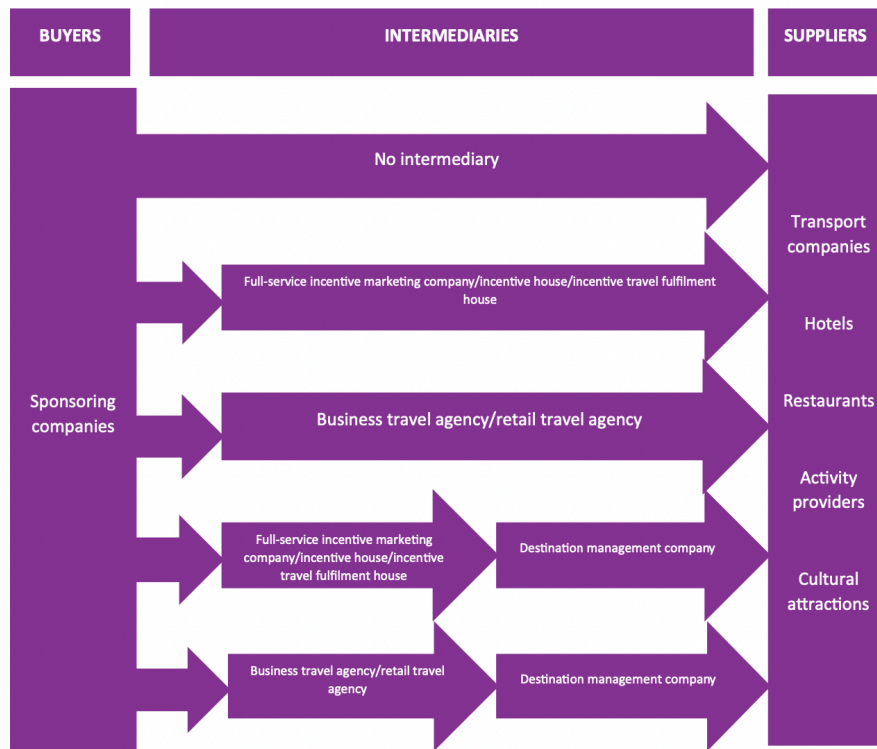 BUYERS
INTERMEDIARIES
SUPPLIERS
Sponsoring
companies
No intermediary
Full-service incentive marketing company/incentive house/incentive travel fulfilment
house
Business travel agency/retail travel agency
Full-service incentive marketing
company/incentive house/incentive
travel fulfilment house
Destination management company
Business travel agency/retail travel
agency
Destination management company
Transport
companies
Hotels
Restaurants
Activity
providers
Cultural
attractions